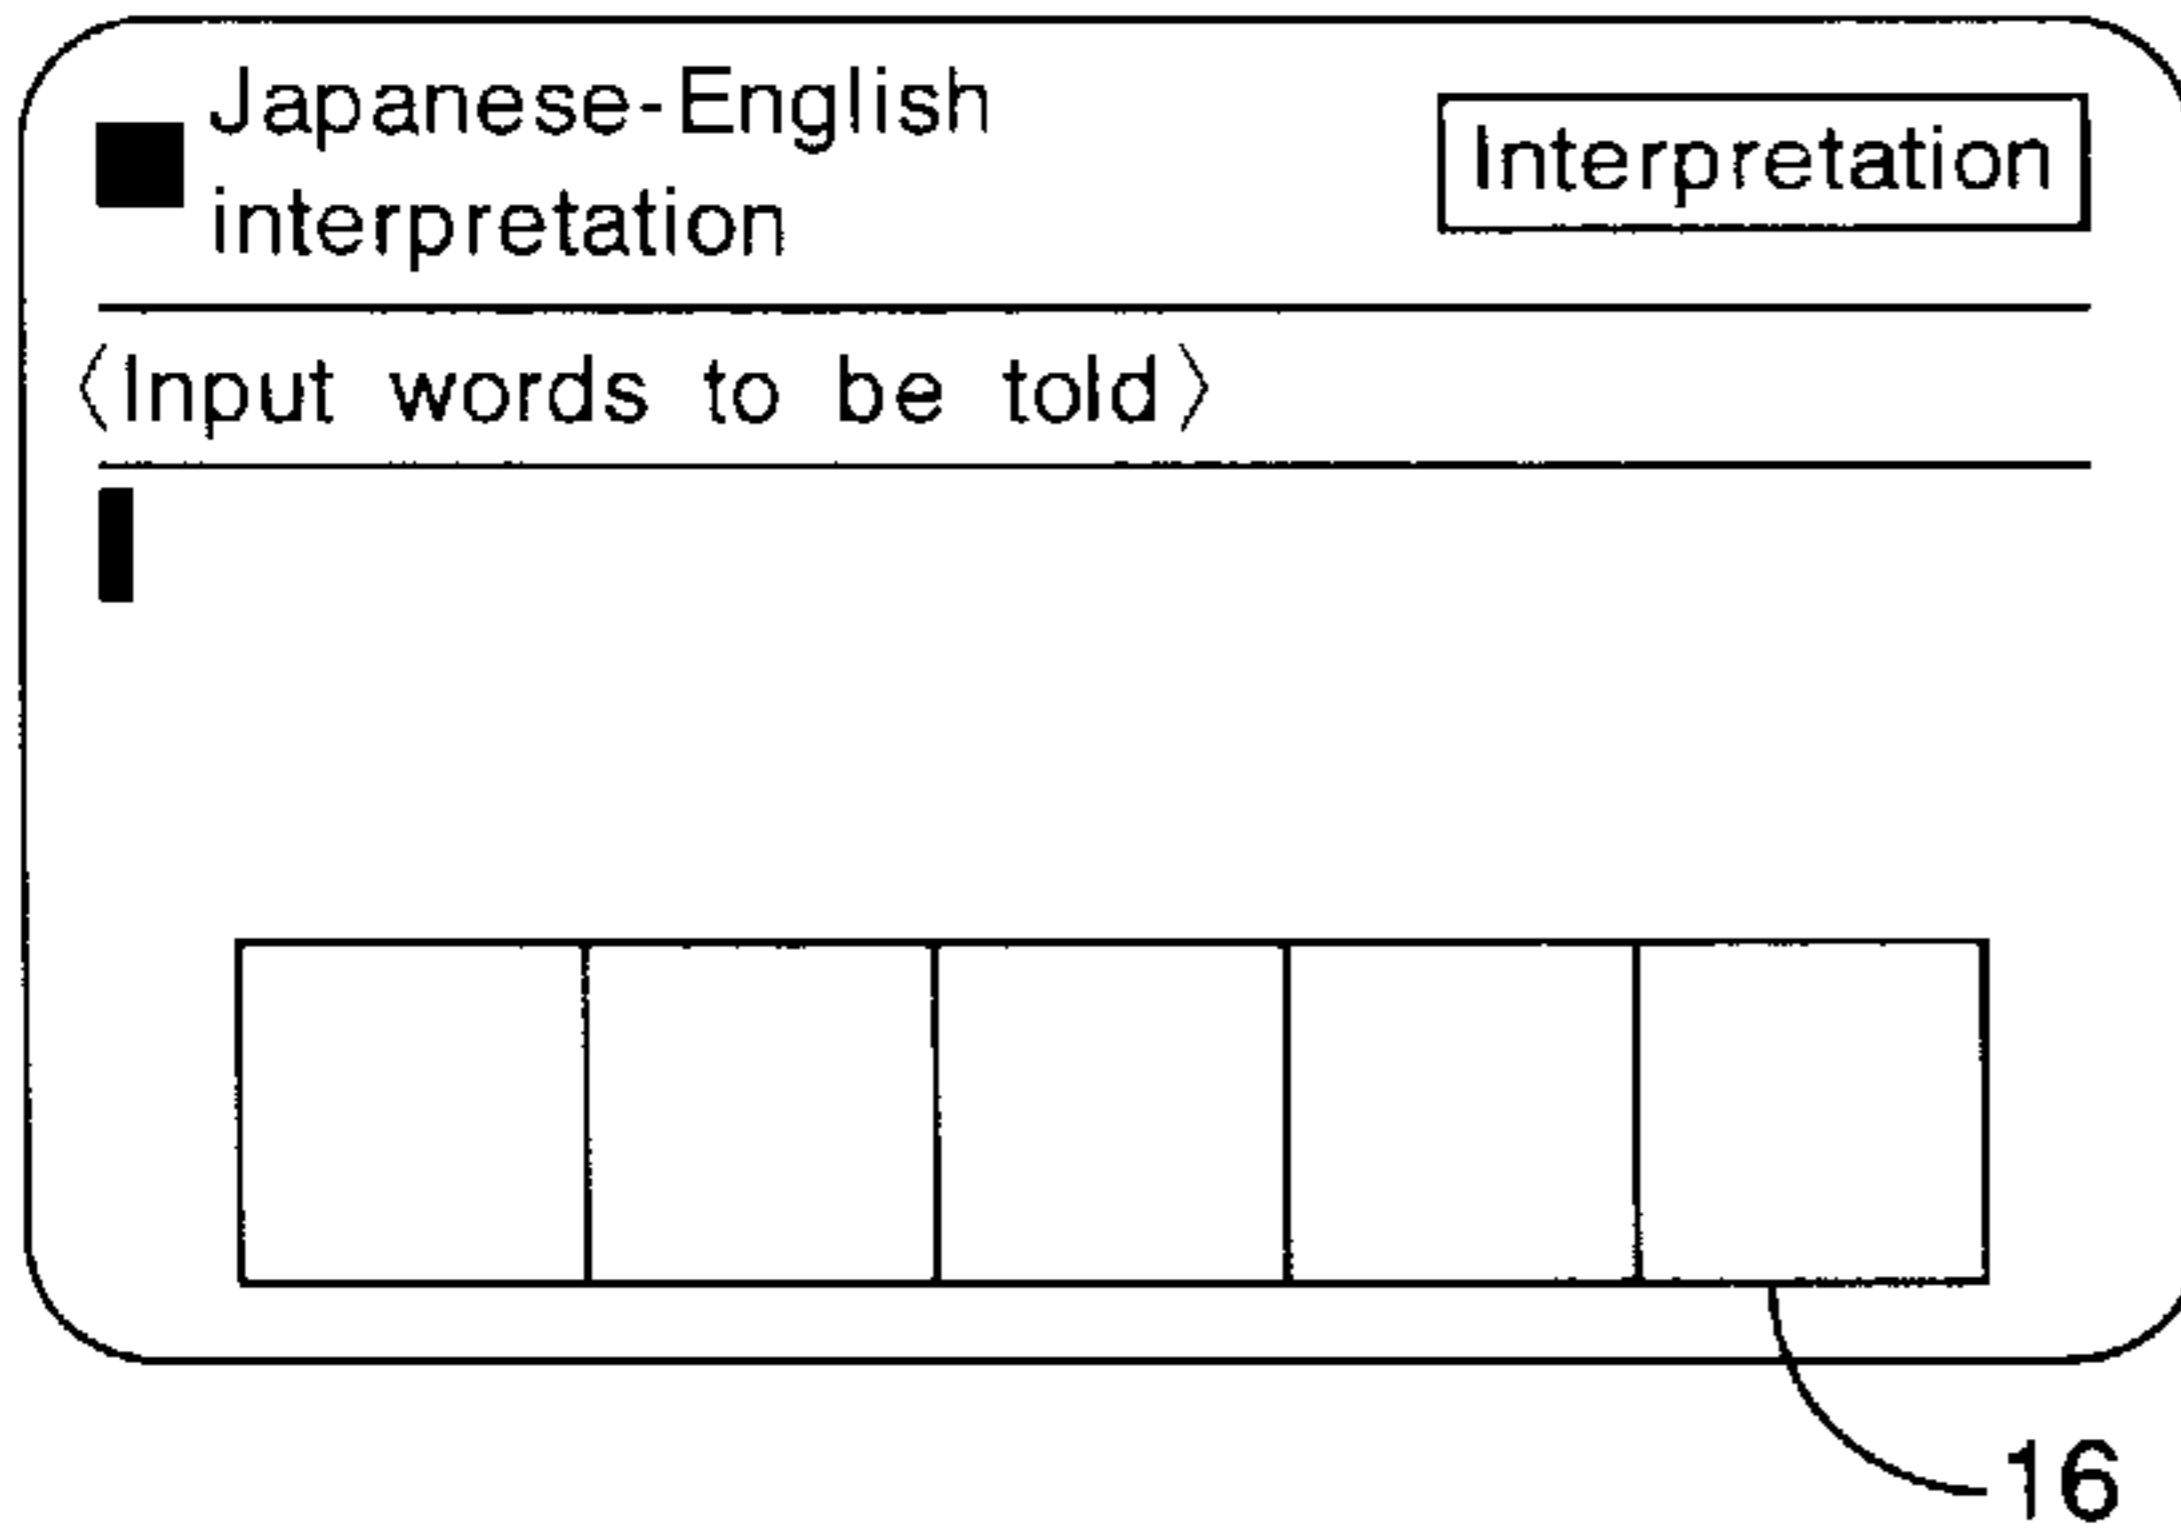 Japanese-English
interpretation
Interpretation
〈Input words to be told〉
16